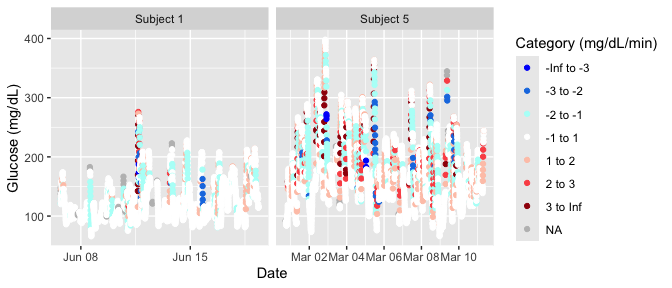 Subject 1
Subject 5
Category (mg/dL/min)
-Inf to -3
-3 to -2
-2 to -1
-1 to 1
1 to 2
2 to 3
3 to Inf
NA
Glucose (mg/dL)
400
300
200
100
Jun 08
Jun 15
Mar 02
Mar 04
Mar 06
Mar 08
Mar 10
Date